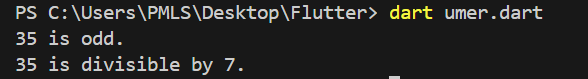 PS C:\Users\PMLS\Desktop\Flutter> dart umer.dart
35 is odd.
35 is divisible by 7.